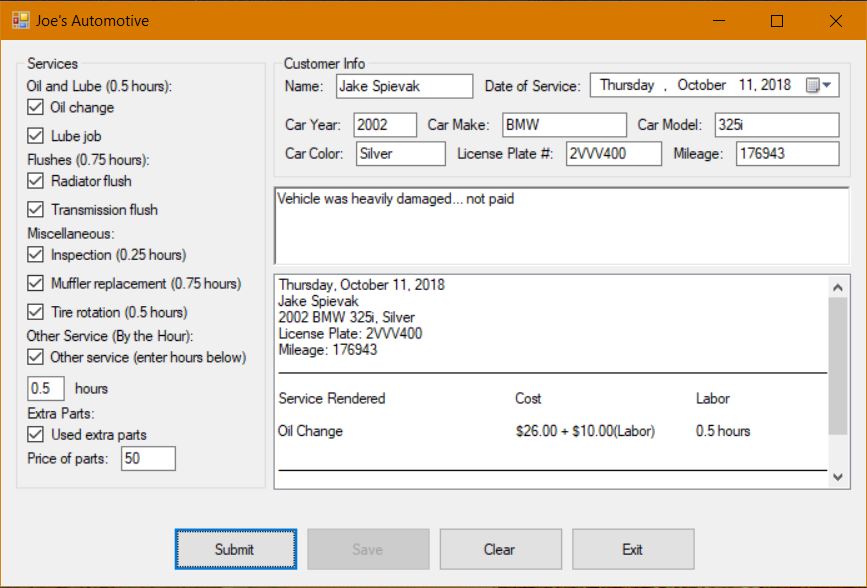 Joe's Automotive
Services
Oil and Lube (0.5 hours):
Oil change
Lube job
Flushes (0.75 hours):
Radiator flush
Transmission flush
Miscellaneous:
Inspection (0.25 hours)
Muffler replacement (0.75 hours)
Tire rotation (0.5 hours)
Other Service (By the Hour):
Other service (enter hours below)
0.5 hours
Extra Parts:
Used extra parts
Price of parts: 50
Customer Info
Name: Jake Spievak Date of Service: Thursday , October 11, 2018
Car Year: 2002 Car Make: BMW Car Model: 325i
Car Color: Silver License Plate #: 2VVV400 Mileage: 176943
Vehicle was heavily damaged... not paid
Thursday, October 11, 2018
Jake Spievak
2002 BMW 325i, Silver
License Plate: 2VVV400
Mileage: 176943
Service Rendered Cost Labor
Oil Change $26.00 + $10.00(Labor) 0.5 hours
Submit Save Clear Exit